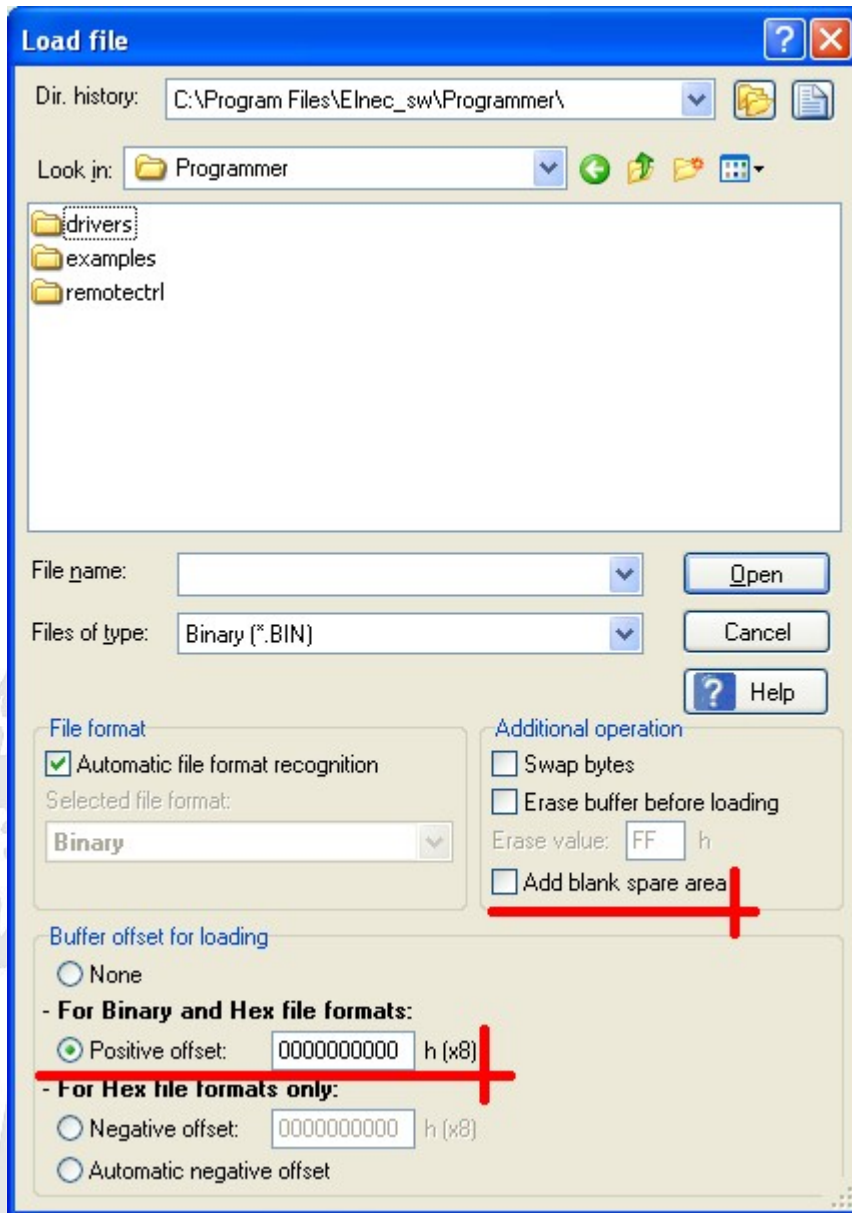 Load file
Dir. history: C:\Program Files\Elnec_sw\Programmer\
Look in: Programmer
drivers
examples
remotectrl
File name: Open
Files of type: Binary (*.BIN) Cancel
? Help
File format
Automatic file format recognition
Selected file format:
Binary
Additional operation
Swap bytes
Erase buffer before loading
Erase value: FF h
Add blank spare area
Buffer offset for loading
None
- For Binary and Hex file formats:
Positive offset: 0000000000 h (x8)
- For Hex file formats only:
Negative offset: 0000000000 h (x8)
Automatic negative offset